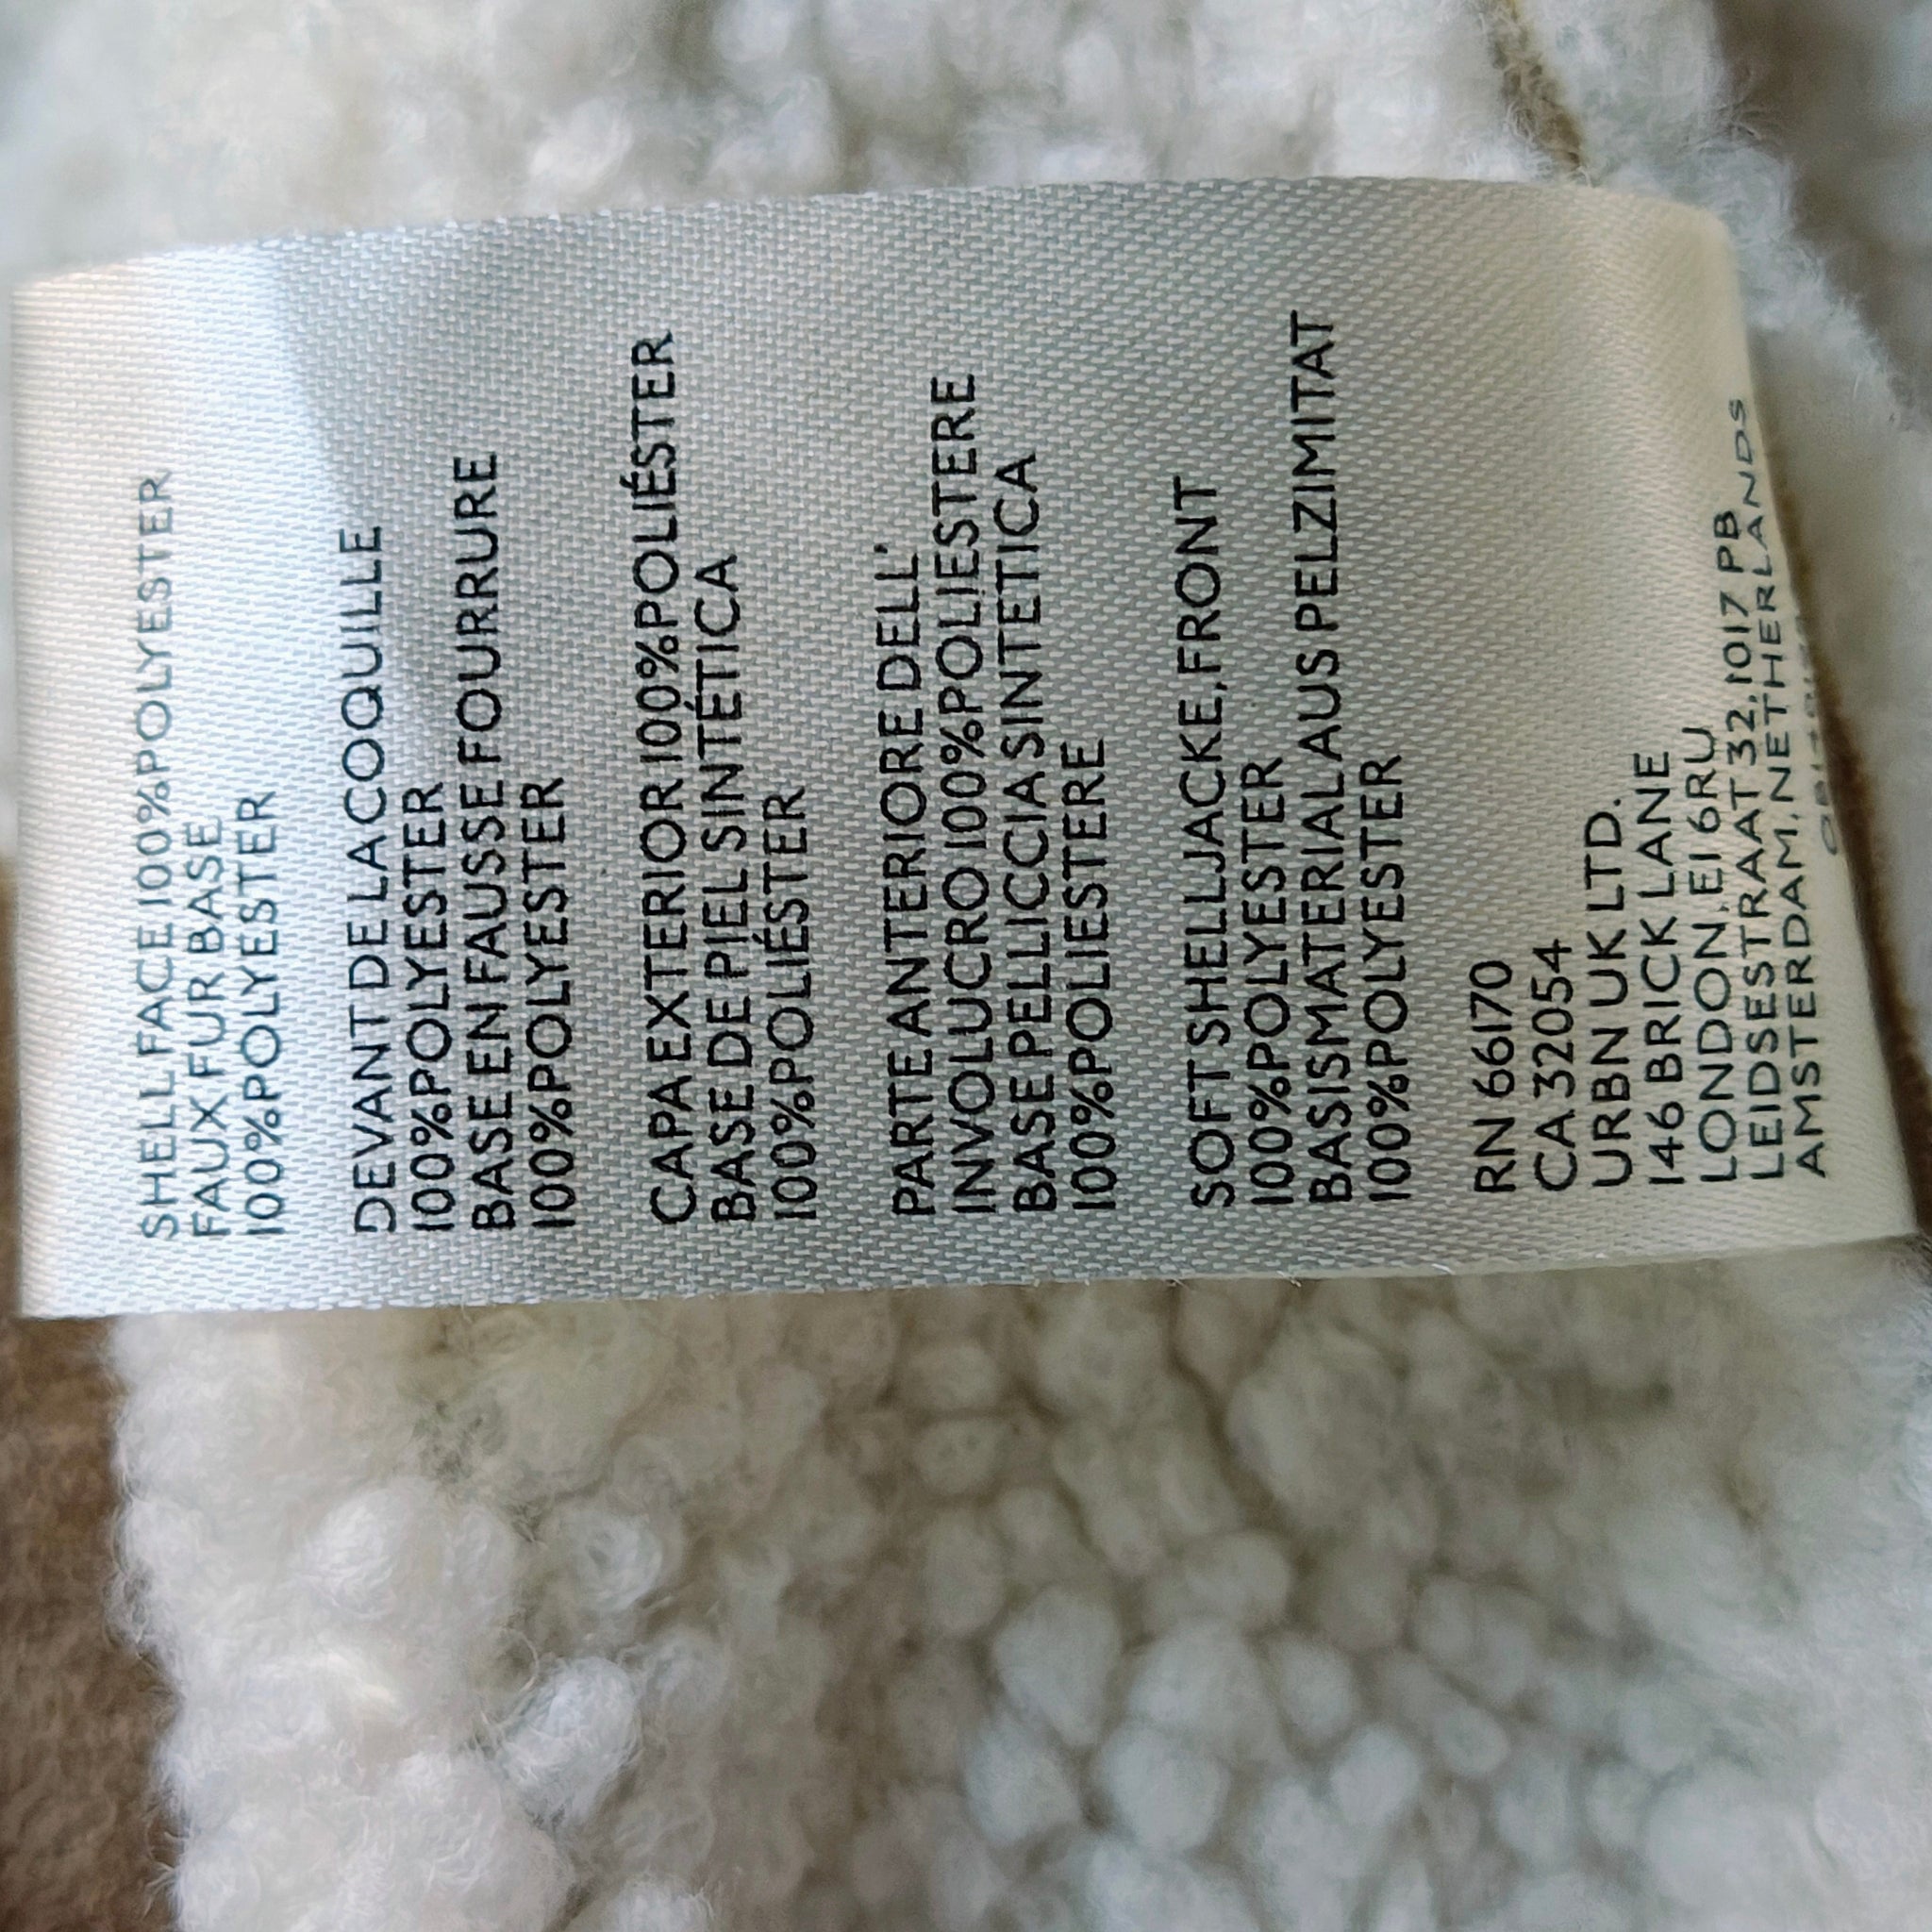 SHELL FACE 100% POLYESTER
FAUX FUR BASE
100% POLYESTER
DEVANT DE LA COQUILLE
100% POLYESTER
BASE EN FAUSSE FOURRURE
100% POLYESTER
CAPA EXTERIOR 100% POLIÉSTER
BASE DE PIEL SINTÉTICA
100% POLIÉSTER
PARTE ANTERIORE DELL'
INVOLUCRO 100% POLIESTERE
BASE PELLICCIA SINTETICA
100% POLIESTERE
SOFTSHELLJACKE, FRONT
100% POLYESTER
BASISMATERIAL AUS PELZIMITAT
100% POLYESTER
RN 66170
CA 32054
URBN UK LTD.
146 BRICK LANE
LONDON, E1 6RU
LEIDSESTRAAT 32, 1017 PB
AMSTERDAM, NETHERLANDS